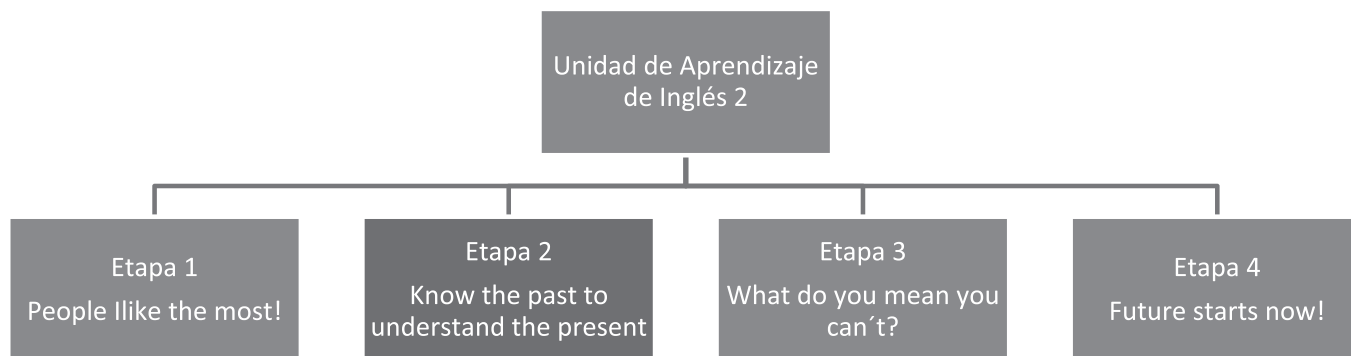 Unidad de Aprendizaje
de Inglés 2
Etapa 1
People Ilike the most!
Etapa 2
Know the past to
understand the present
Etapa 3
What do you mean you
can´t?
Etapa 4
Future starts now!